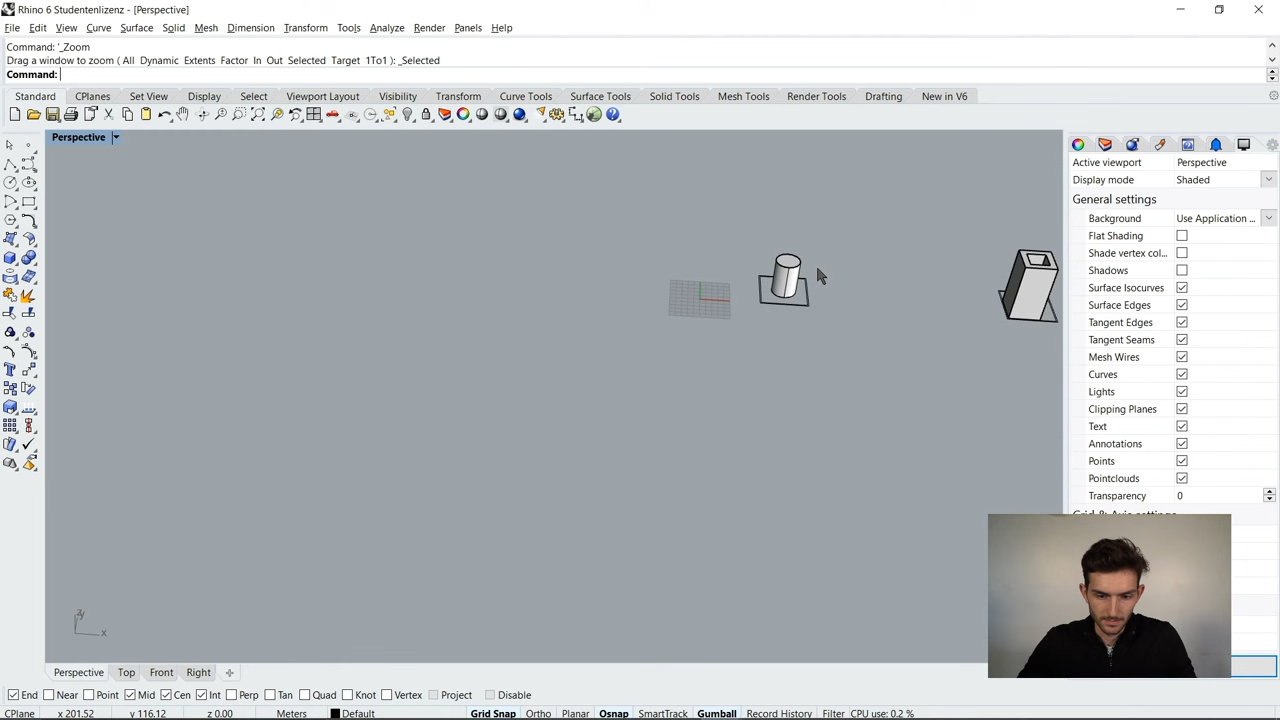 Rhino 6 Studentenlizenz - [Perspective]
File Edit View Curve Surface Solid Mesh Dimension Transform Tools Analyze Render Panels Help
Command: '_Zoom
Drag a window to zoom ( All Dynamic Extents Factor In Out Selected Target 1To1 ): _Selected
Command:
Standard CPlanes Set View Display Select Viewport Layout Visibility Transform Curve Tools Surface Tools Solid Tools Mesh Tools Render Tools Drafting New in V6
Perspective
Active viewport Perspective
Display mode Shaded
General settings
Background Use Application ...
Flat Shading
Shade vertex col...
Shadows
Surface Isocurves
Surface Edges
Tangent Edges
Tangent Seams
Mesh Wires
Curves
Lights
Clipping Planes
Text
Annotations
Points
Pointclouds
Transparency 0
z y
x
Perspective Top Front Right
End Near Point Mid Cen Int Perp Tan Quad Knot Vertex Project Disable
CPlane x 201.52 y 116.12 z 0.00 Meters Default Grid Snap Ortho Planar Osnap SmartTrack Gumball Record History Filter CPU use: 0.2 %